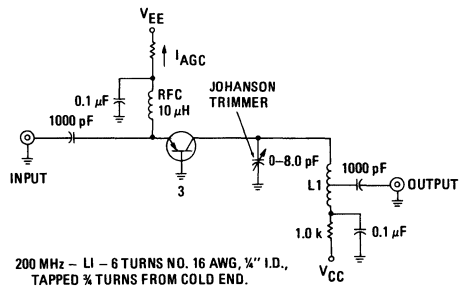 VEE
IAGC
0.1 µF
RFC
10 µH
JOHANSON
TRIMMER
1000 pF
INPUT
3
0–8.0 pF
L1
1000 pF
OUTPUT
1.0 k
0.1 µF
VCC
200 MHz – LI – 6 TURNS NO. 16 AWG, ¼" I.D.,
TAPPED ¾ TURNS FROM COLD END.